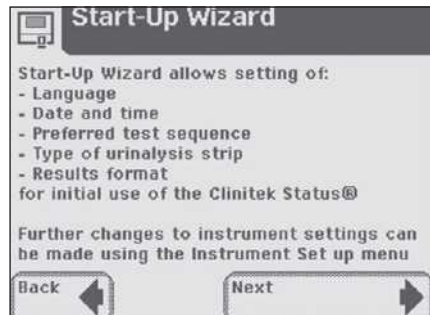 Start-Up Wizard
Start-Up Wizard allows setting of:
- Language
- Date and time
- Preferred test sequence
- Type of urinalysis strip
- Results format
for initial use of the Clinitek Status®
Further changes to instrument settings can
be made using the Instrument Set up menu
Back
Next